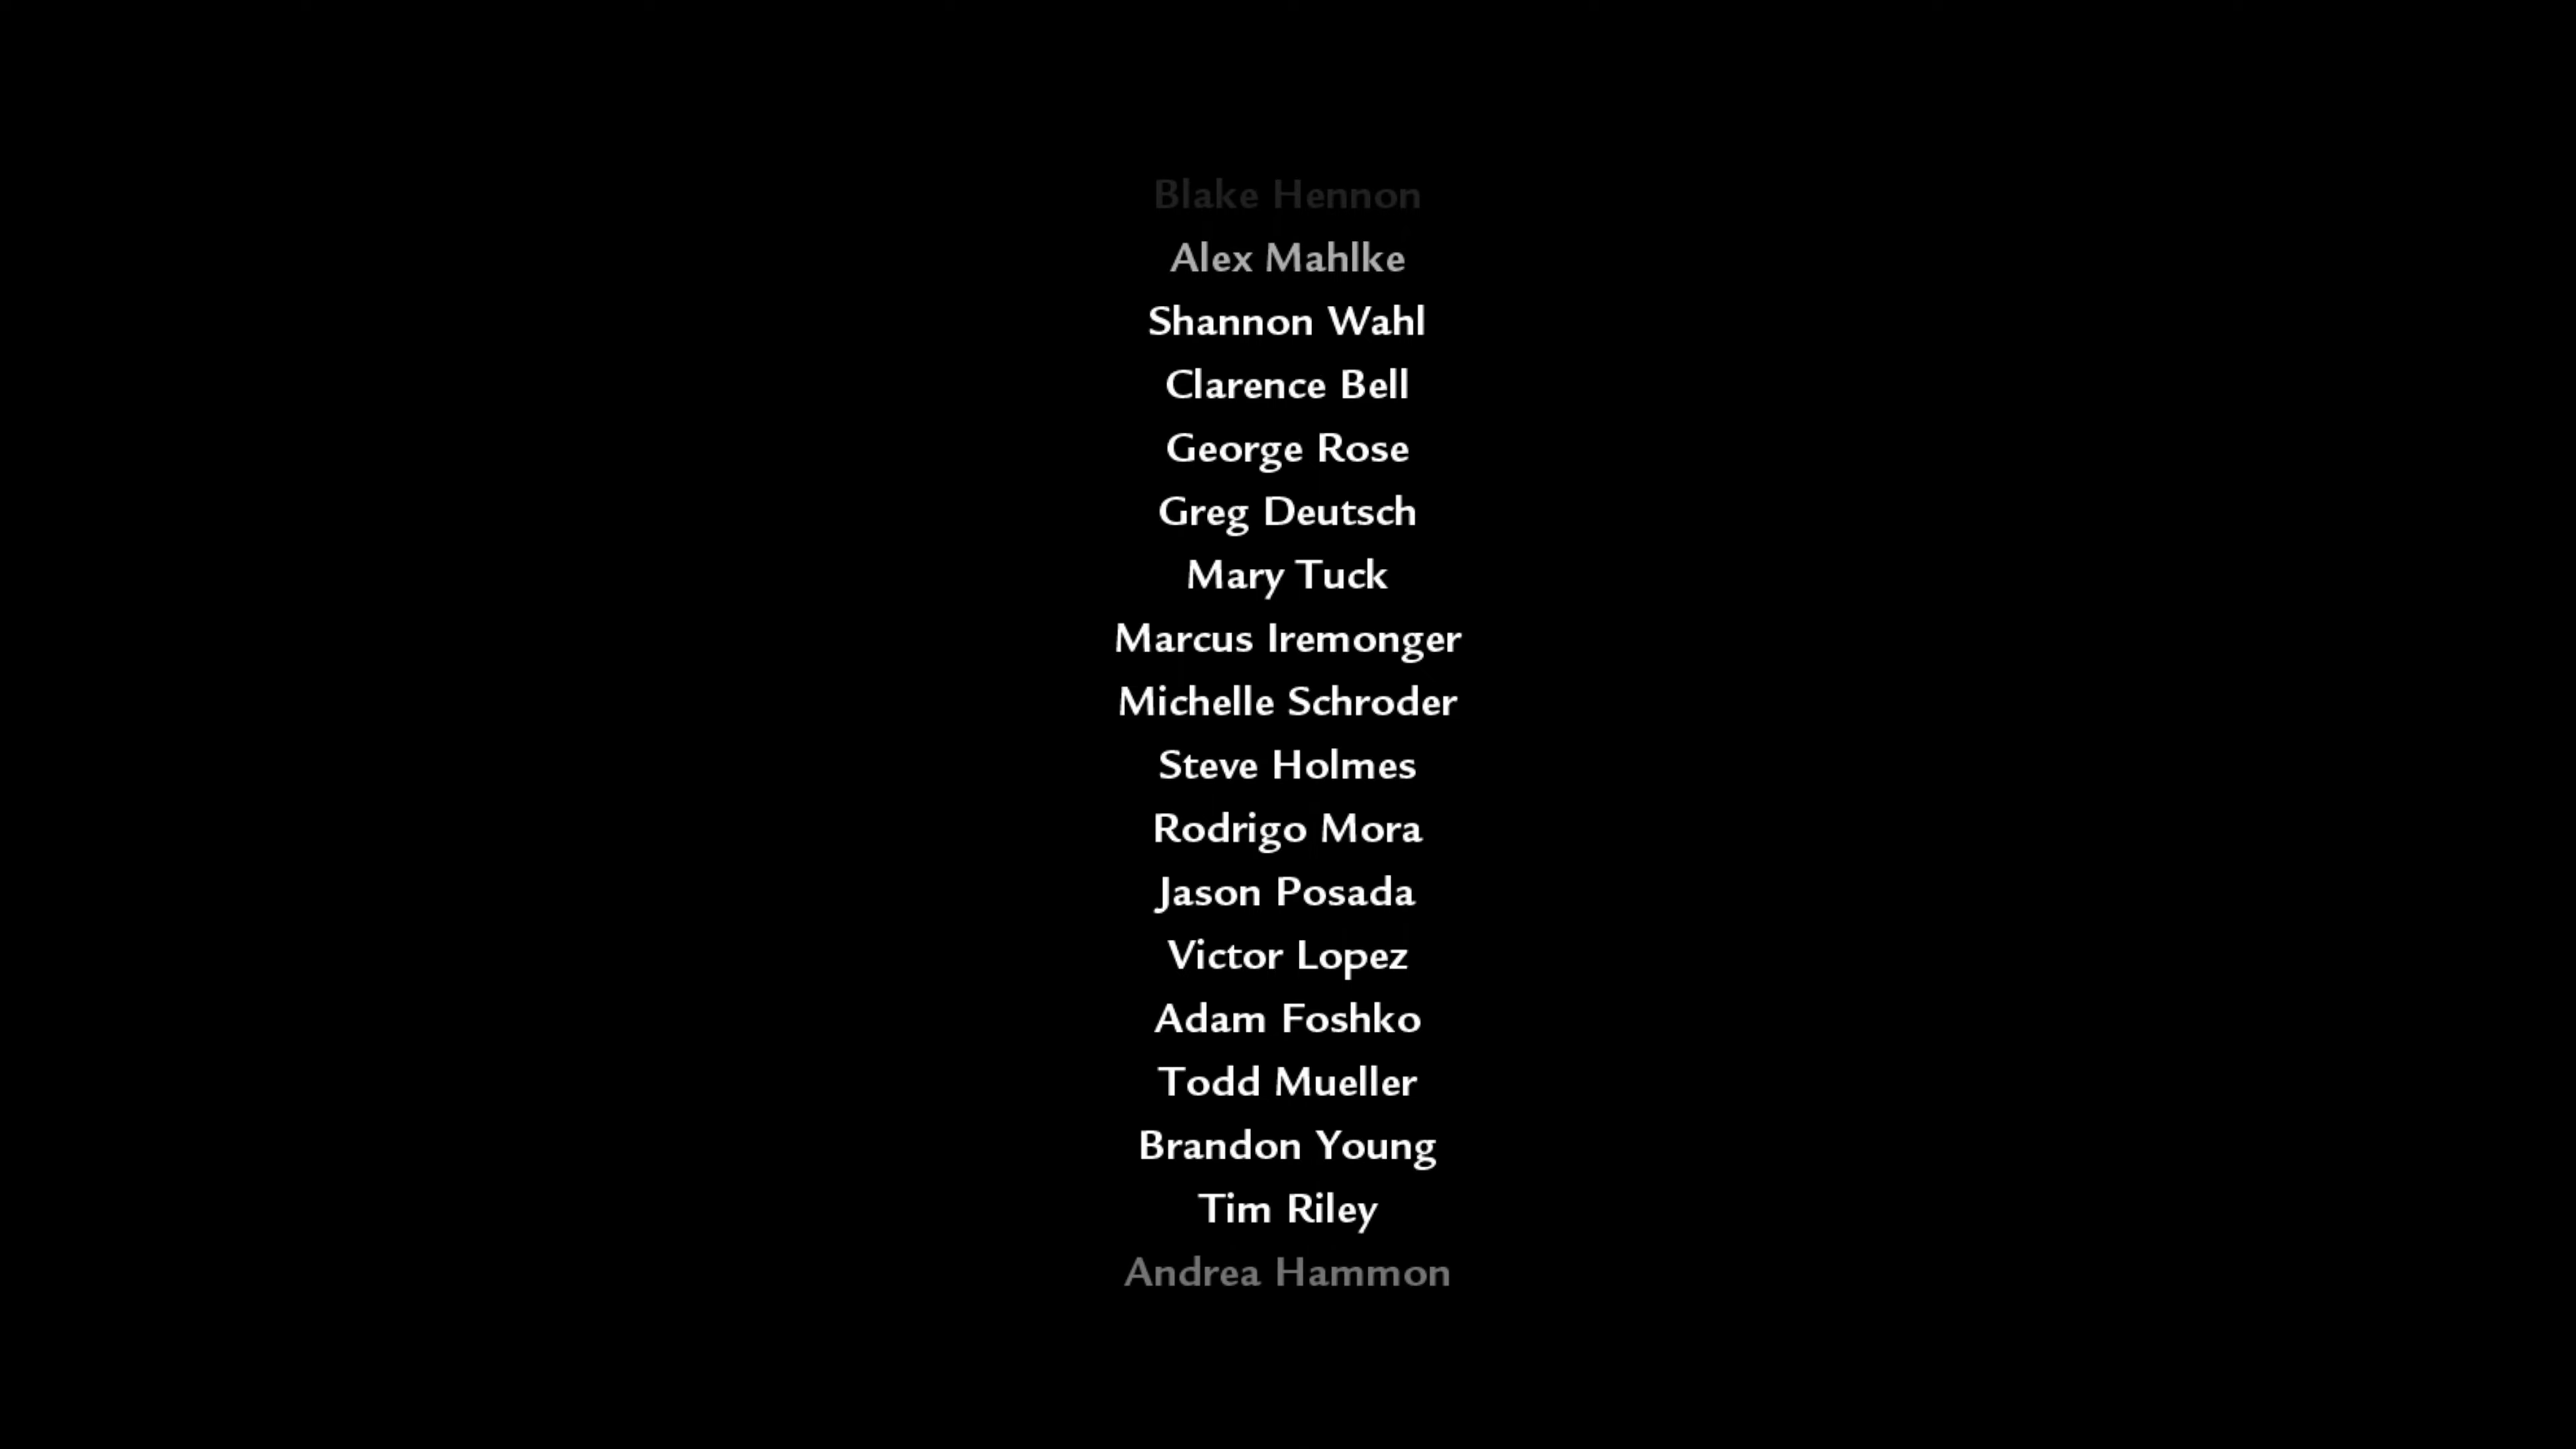 Blake Hennon
Alex Mahlke
Shannon Wahl
Clarence Bell
George Rose
Greg Deutsch
Mary Tuck
Marcus Iremonger
Michelle Schroder
Steve Holmes
Rodrigo Mora
Jason Posada
Victor Lopez
Adam Foshko
Todd Mueller
Brandon Young
Tim Riley
Andrea Hammon